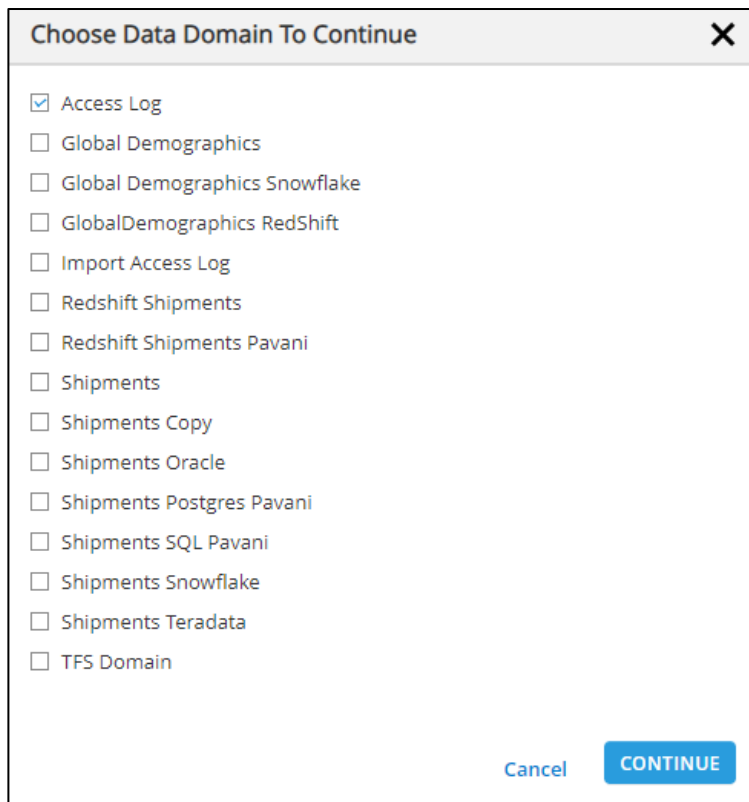 Choose Data Domain To Continue
Access Log
Global Demographics
Global Demographics Snowflake
GlobalDemographics RedShift
Import Access Log
Redshift Shipments
Redshift Shipments Pavani
Shipments
Shipments Copy
Shipments Oracle
Shipments Postgres Pavani
Shipments SQL Pavani
Shipments Snowflake
Shipments Teradata
TFS Domain
Cancel CONTINUE